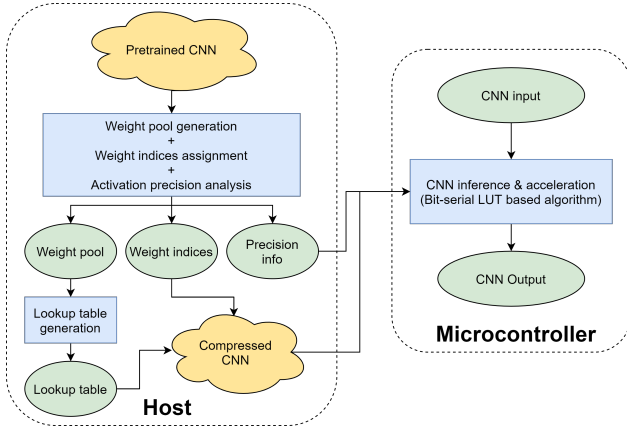 Pretrained CNN
Weight pool generation
+
Weight indices assignment
+
Activation precision analysis
Weight pool
Weight indices
Precision
info
Lookup table
generation
Compressed
CNN
Lookup table
Host
CNN input
CNN inference & acceleration
(Bit-serial LUT based algorithm)
CNN Output
Microcontroller